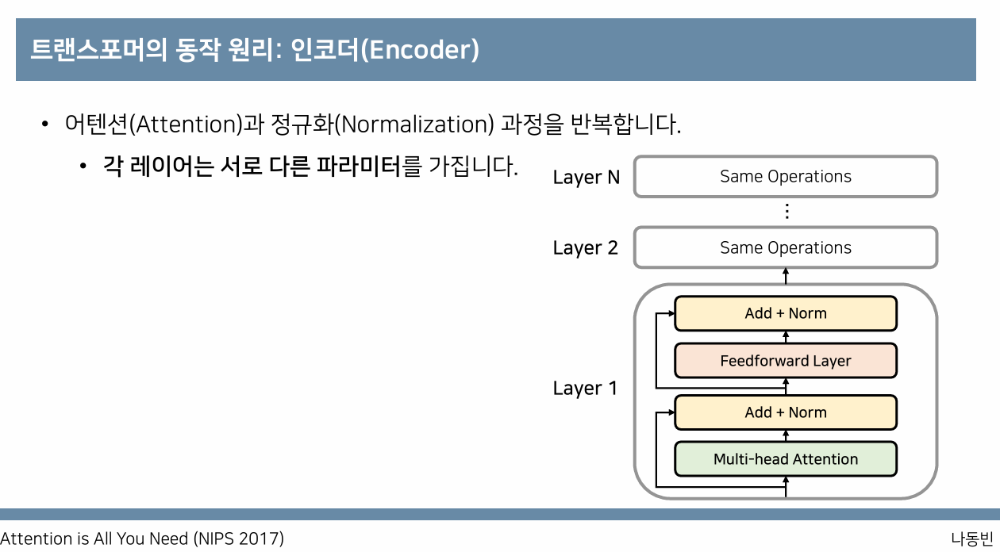 트랜스포머의 동작 원리: 인코더(Encoder)
• 어텐션(Attention)과 정규화(Normalization) 과정을 반복합니다.
• 각 레이어는 서로 다른 파라미터를 가집니다.
Layer N
Same Operations
⋮
Layer 2
Same Operations
Layer 1
Add + Norm
Feedforward Layer
Add + Norm
Multi-head Attention
Attention is All You Need (NIPS 2017)
나동빈